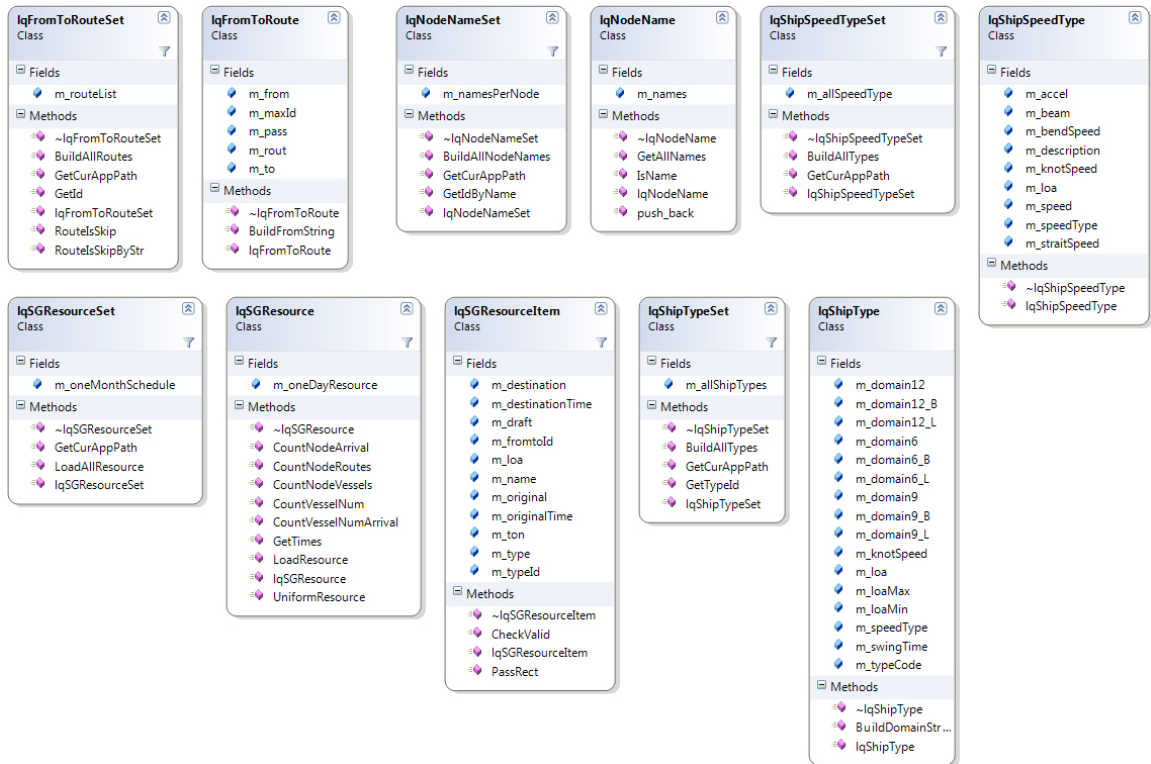 IqFromToRouteSet
Class
Fields
m_routeList
Methods
~IqFromToRouteSet
BuildAllRoutes
GetCurAppPath
GetId
IqFromToRouteSet
RouteIsSkip
RouteIsSkipByStr
IqFromToRoute
Class
Fields
m_from
m_maxId
m_pass
m_rout
m_to
Methods
~IqFromToRoute
BuildFromString
IqFromToRoute
IqNodeNameSet
Class
Fields
m_namesPerNode
Methods
~IqNodeNameSet
BuildAllNodeNames
GetCurAppPath
GetIdByName
IqNodeNameSet
IqNodeName
Class
Fields
m_names
Methods
~IqNodeName
GetAllNames
IsName
IqNodeName
push_back
IqShipSpeedTypeSet
Class
Fields
m_allSpeedType
Methods
~IqShipSpeedTypeSet
BuildAllTypes
GetCurAppPath
IqShipSpeedTypeSet
IqShipSpeedType
Class
Fields
m_accel
m_beam
m_bendSpeed
m_description
m_knotSpeed
m_loa
m_speed
m_speedType
m_straitSpeed
Methods
~IqShipSpeedType
IqShipSpeedType
IqSGResourceSet
Class
Fields
m_oneMonthSchedule
Methods
~IqSGResourceSet
GetCurAppPath
LoadAllResource
IqSGResourceSet
IqSGResource
Class
Fields
m_oneDayResource
Methods
~IqSGResource
CountNodeArrival
CountNodeRoutes
CountNodeVessels
CountVesselNum
CountVesselNumArrival
GetTimes
LoadResource
IqSGResource
UniformResource
IqSGResourceItem
Class
Fields
m_destination
m_destinationTime
m_draft
m_fromtoId
m_loa
m_name
m_original
m_originalTime
m_ton
m_type
m_typeId
Methods
~IqSGResourceItem
CheckValid
IqSGResourceItem
PassRect
IqShipTypeSet
Class
Fields
m_allShipTypes
Methods
~IqShipTypeSet
BuildAllTypes
GetCurAppPath
GetTypeId
IqShipTypeSet
IqShipType
Class
Fields
m_domain12
m_domain12_B
m_domain12_L
m_domain6
m_domain6_B
m_domain6_L
m_domain9
m_domain9_B
m_domain9_L
m_knotSpeed
m_loa
m_loaMax
m_loaMin
m_speedType
m_swingTime
m_typeCode
Methods
~IqShipType
BuildDomainStr...
IqShipType